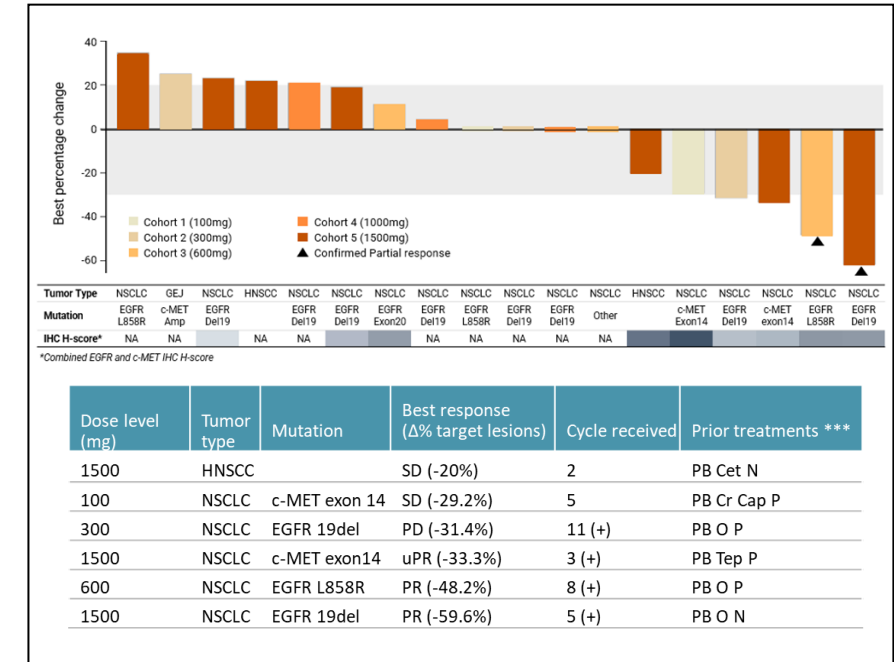 40
20
0
-20
-40
-60
Best percentage change
Cohort 1 (100mg)
Cohort 2 (300mg)
Cohort 3 (600mg)
Cohort 4 (1000mg)
Cohort 5 (1500mg)
Confirmed Partial response
Tumor Type NSCLC GEJ NSCLC HNSCC NSCLC NSCLC NSCLC NSCLC NSCLC NSCLC NSCLC NSCLC HNSCC NSCLC NSCLC NSCLC NSCLC NSCLC
Mutation EGFR L858R c-MET Amp EGFR Del19 EGFR Del19 EGFR Del19 EGFR Exon20 EGFR Del19 EGFR L858R EGFR Del19 EGFR Del19 Other c-MET Exon14 EGFR Del19 c-MET exon14 EGFR L858R EGFR Del19
IHC H-score* NA NA NA NA NA NA NA NA NA
*Combined EGFR and c-MET IHC H-score
Dose level (mg) Tumor type Mutation Best response (Δ% target lesions) Cycle received Prior treatments ***
1500 HNSCC SD (-20%) 2 PB Cet N
100 NSCLC c-MET exon 14 SD (-29.2%) 5 PB Cr Cap P
300 NSCLC EGFR 19del PD (-31.4%) 11 (+) PB O P
1500 NSCLC c-MET exon14 uPR (-33.3%) 3 (+) PB Tep P
600 NSCLC EGFR L858R PR (-48.2%) 8 (+) PB O P
1500 NSCLC EGFR 19del PR (-59.6%) 5 (+) PB O N